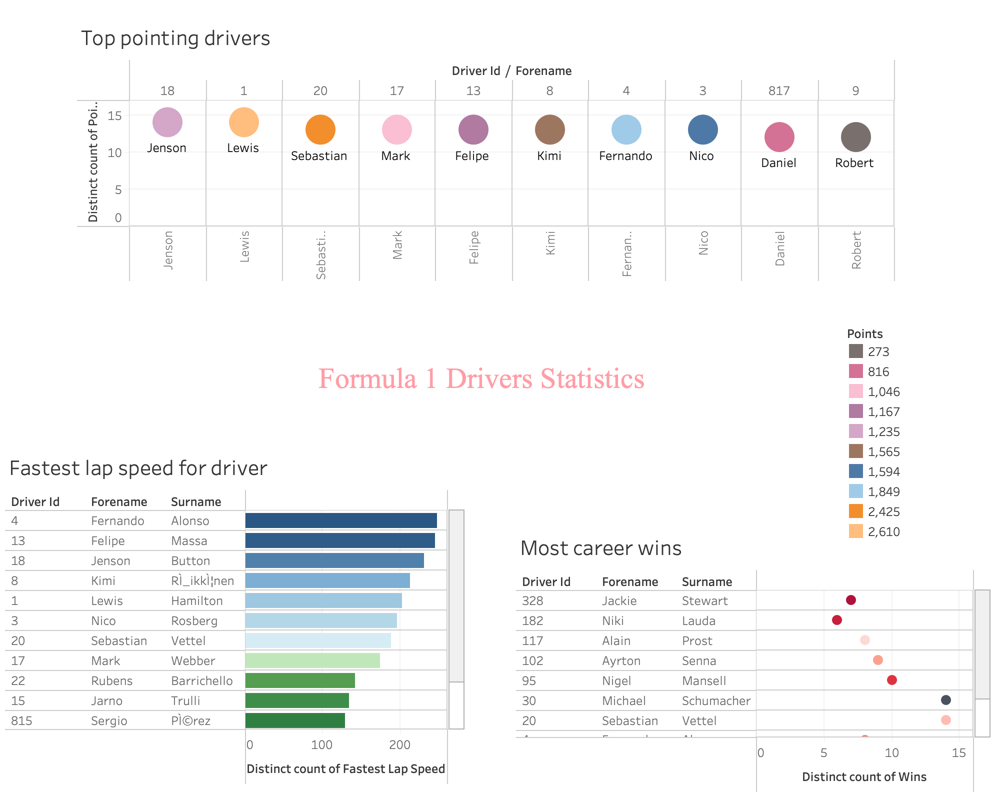 Top pointing drivers
Driver Id / Forename
18 1 20 17 13 8 4 3 817 9
Distinct count of Poi..
15
10
5
0
Jenson Lewis Sebastian Mark Felipe Kimi Fernando Nico Daniel Robert
Jenson Lewis Sebasti.. Mark Felipe Kimi Fernan.. Nico Daniel Robert
Formula 1 Drivers Statistics
Points
273
816
1,046
1,167
1,235
1,565
1,594
1,849
2,425
2,610
Fastest lap speed for driver
Driver Id Forename Surname
4 Fernando Alonso
13 Felipe Massa
18 Jenson Button
8 Kimi RÌ_ikkÌ¦nen
1 Lewis Hamilton
3 Nico Rosberg
20 Sebastian Vettel
17 Mark Webber
22 Rubens Barrichello
15 Jarno Trulli
815 Sergio PÌ©rez
0 100 200
Distinct count of Fastest Lap Speed
Most career wins
Driver Id Forename Surname
328 Jackie Stewart
182 Niki Lauda
117 Alain Prost
102 Ayrton Senna
95 Nigel Mansell
30 Michael Schumacher
20 Sebastian Vettel
0 5 10 15
Distinct count of Wins